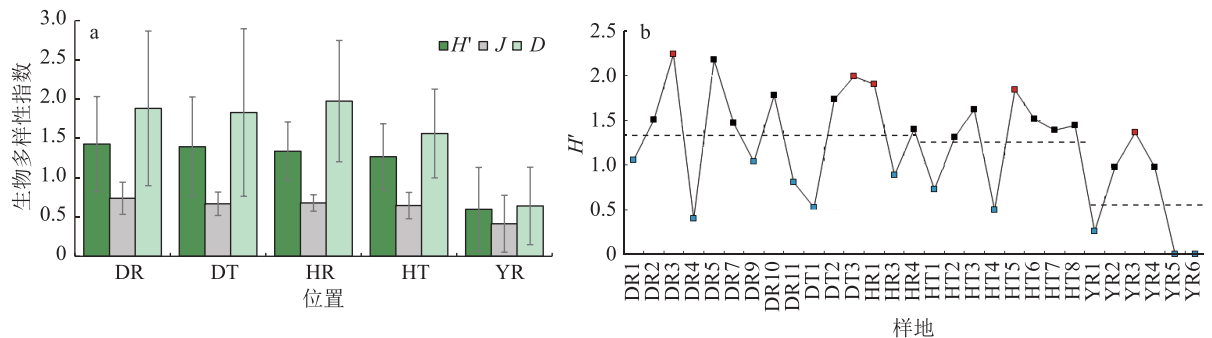 a
生物多样性指数
3.0
2.5
2.0
1.5
1.0
0.5
0
H' J D
DR DT HR HT YR
位置
b
H'
2.5
2.0
1.5
1.0
0.5
0
DR1 DR2 DR3 DR4 DR5 DR7 DR9 DR10 DR11 DT1 DT2 DT3 HR1 HR3 HR4 HT1 HT2 HT3 HT4 HT5 HT6 HT7 HT8 YR1 YR2 YR3 YR4 YR5 YR6
样地